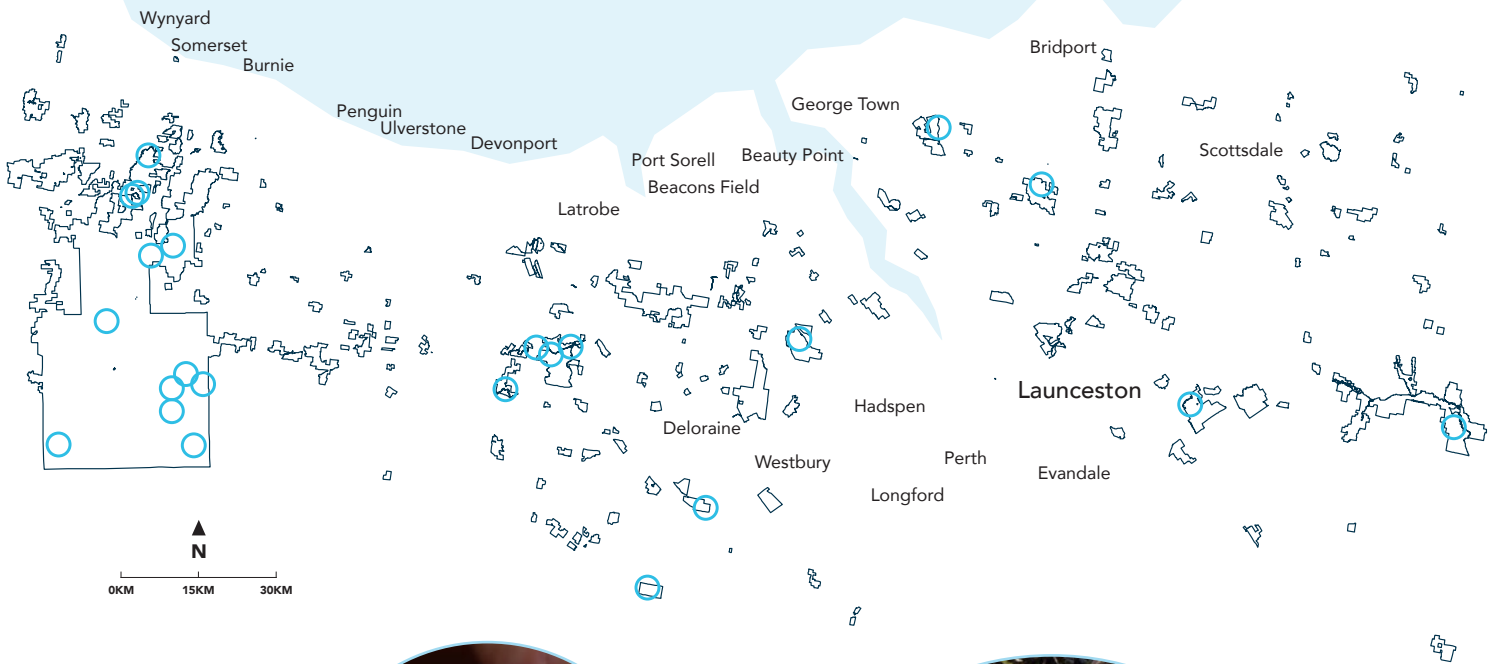 Wynyard
Somerset
Burnie
Bridport
Penguin
Ulverstone
Devonport
George Town
Port Sorell
Beauty Point
Scottsdale
Beacons Field
Latrobe
Launceston
Hadspen
Deloraine
Westbury
Perth
Evandale
Longford
N
0KM 15KM 30KM